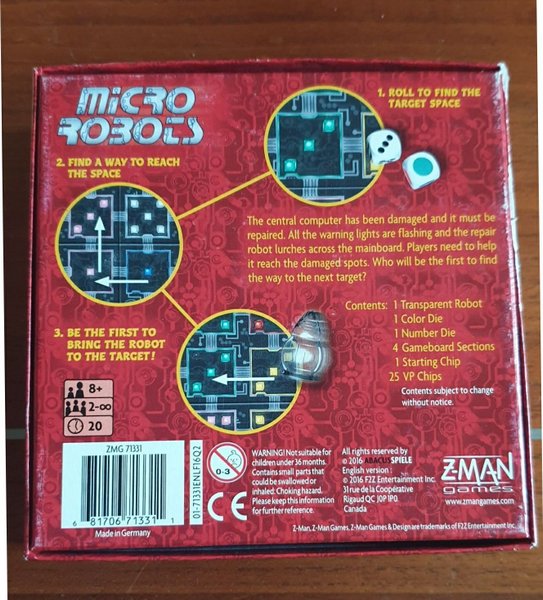 MICRO
ROBOTS
1. ROLL TO FIND THE
TARGET SPACE
2. FIND A WAY TO REACH
THE SPACE
The central computer has been damaged and it must be
repaired. All the warning lights are flashing and the repair
robot lurches across the mainboard. Players need to help
it reach the damaged spots. Who will be the first to find
the way to the next target?
3. BE THE FIRST TO
BRING THE ROBOT
TO THE TARGET!
Contents: 1 Transparent Robot
1 Color Die
1 Number Die
4 Gameboard Sections
1 Starting Chip
25 VP Chips
Contents subject to change
without notice.
8+
2-∞
20
ZMG 71331
6 81706 71331 1
Made in Germany
01-71331ENLF16Q2
0-3
CE
WARNING! Not suitable for
children under 36 months.
Contains small parts that
could be swallowed or
inhaled: Choking hazard.
Please keep this information
for further reference.
All rights reserved by
© 2016 ABACUSSPIELE
English version :
© 2016 F2Z Entertainment Inc.
31 rue de la Coopérative
Rigaud QC J0P 1P0
Canada
Z-MAN
games
www.zmangames.com
Z-Man, Z-Man Games, Z-Man Games & Design are trademarks of F2Z Entertainment Inc.